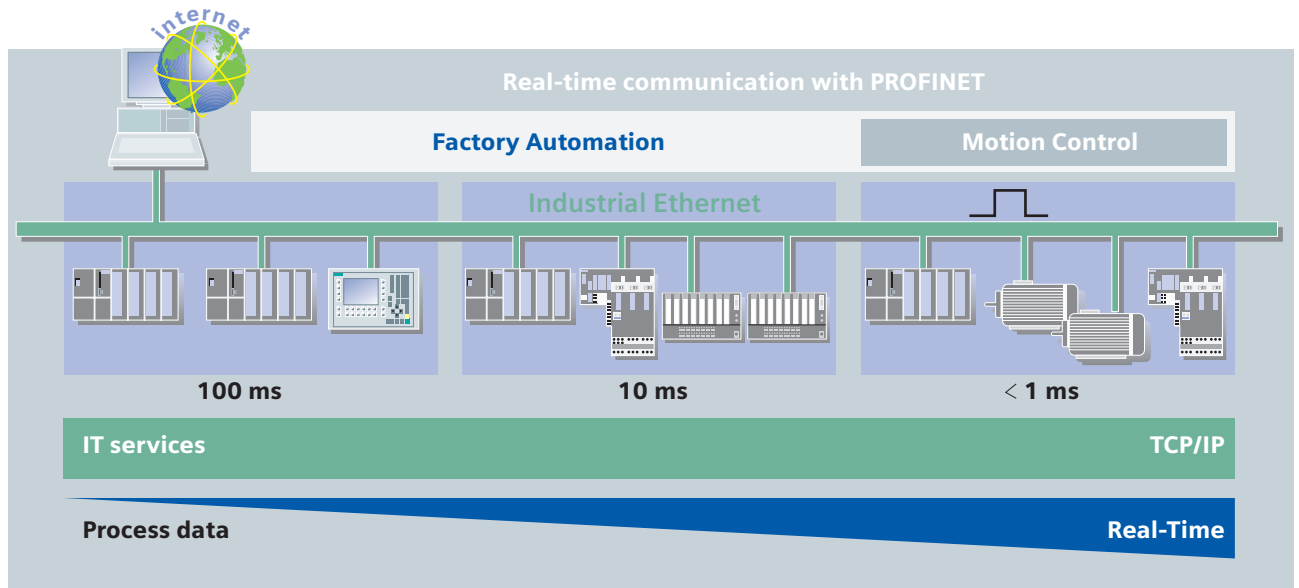 internet
Real-time communication with PROFINET
Factory Automation
Motion Control
Industrial Ethernet
100 ms
10 ms
< 1 ms
IT services
TCP/IP
Process data
Real-Time